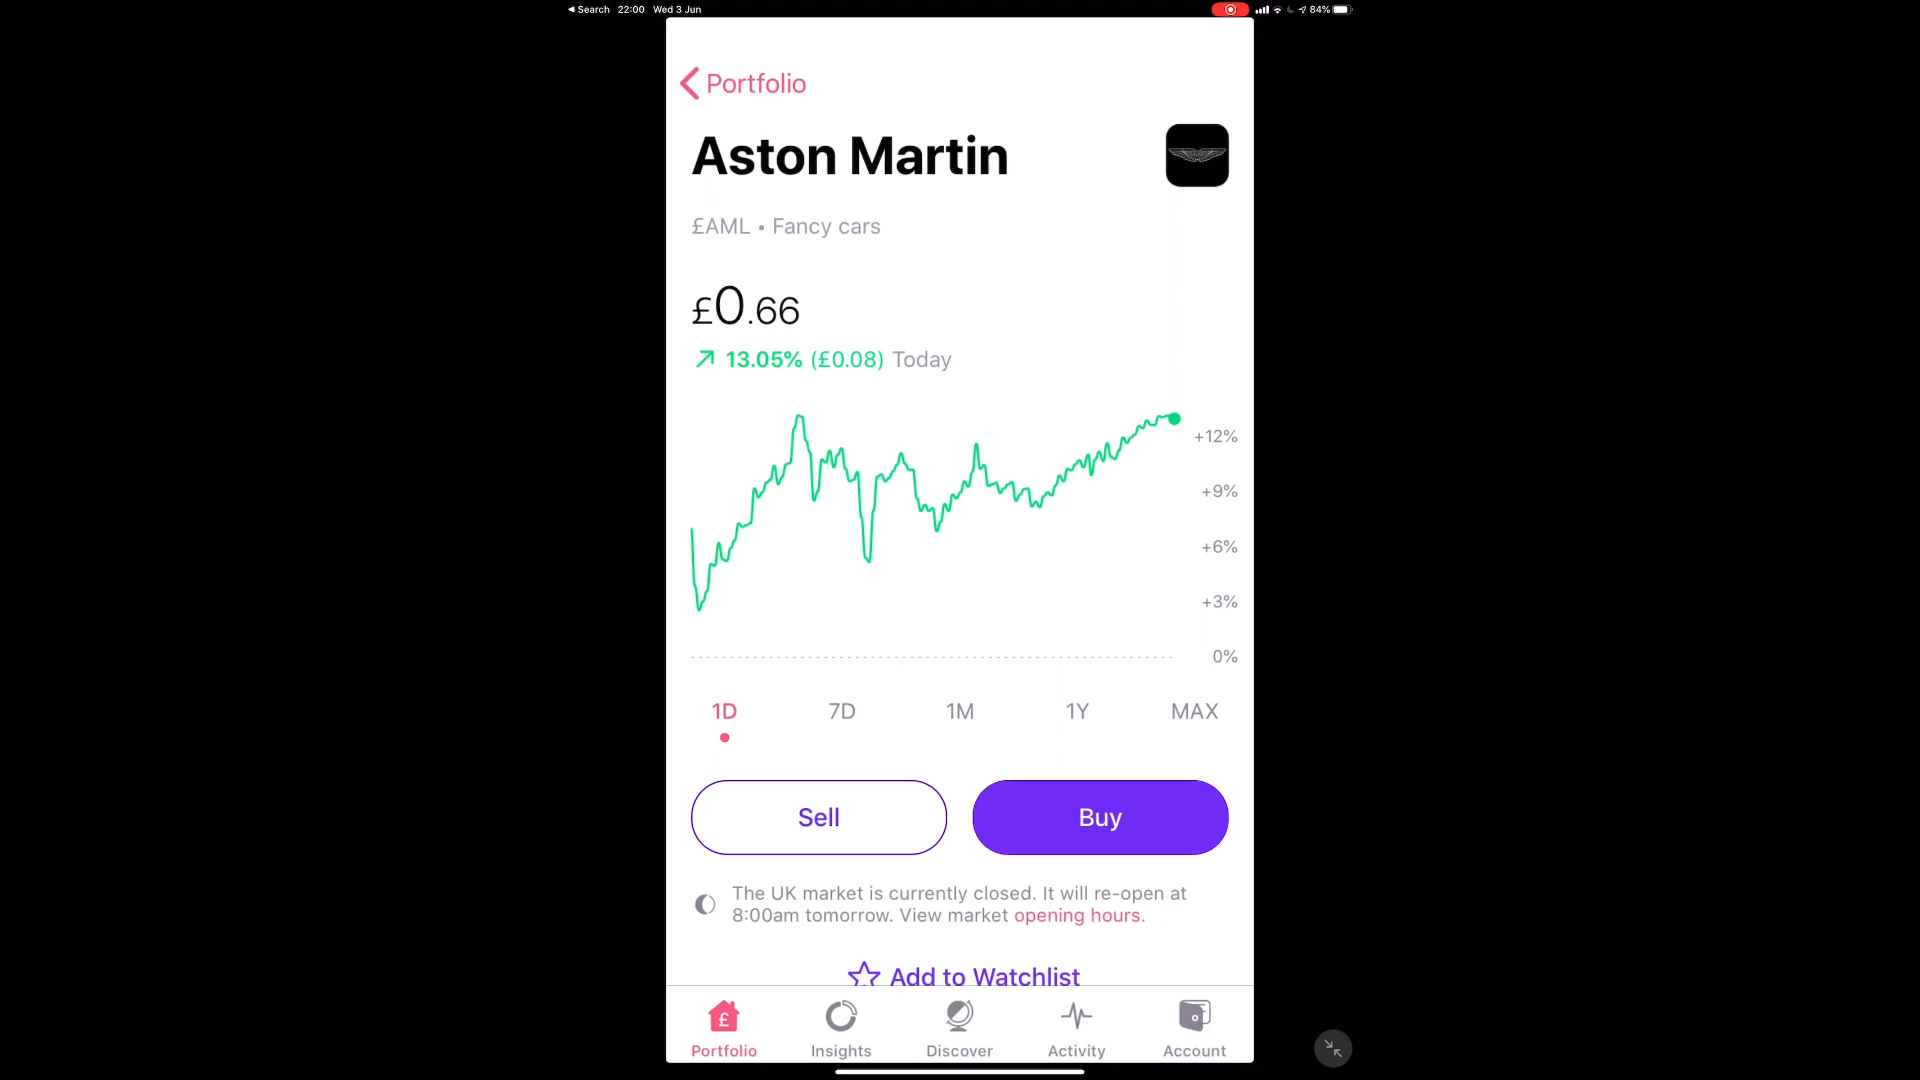 ◀ Search 22:00 Wed 3 Jun 84%
Portfolio
Aston Martin
£AML • Fancy cars
£0.66
13.05% (£0.08) Today
+12%
+9%
+6%
+3%
0%
1D 7D 1M 1Y MAX
Sell Buy
The UK market is currently closed. It will re-open at
8:00am tomorrow. View market opening hours.
Add to Watchlist
£
Portfolio Insights Discover Activity Account